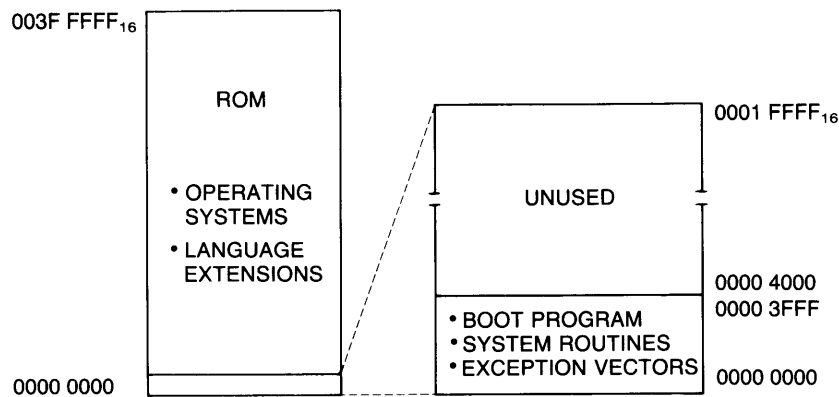 003F FFFF₁₆
ROM
• OPERATING
SYSTEMS
• LANGUAGE
EXTENSIONS
0000 0000
0001 FFFF₁₆
UNUSED
0000 4000
0000 3FFF
• BOOT PROGRAM
• SYSTEM ROUTINES
• EXCEPTION VECTORS
0000 0000